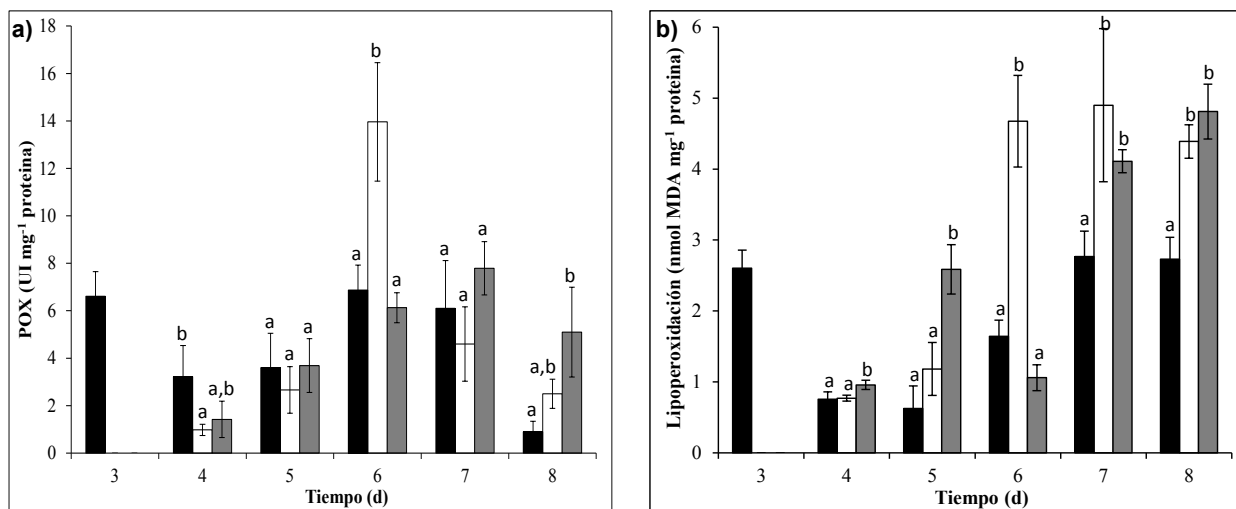 a)
POX (UI mg⁻¹ proteina)
18
16
14
12
10
8
6
4
2
0
b
a
a,b
a
a
a
a
b
a
a
a
a
a
a,b
b
3 4 5 6 7 8
Tiempo (d)
b)
Lipoperoxidación (nmol MDA mg⁻¹ proteina)
6
5
4
3
2
1
0
a
a
b
a
a
b
a
b
a
a
b
b
a
b
b
3 4 5 6 7 8
Tiempo (d)